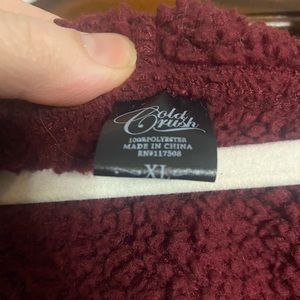 Cold
Crush
100%POLYESTER
MADE IN CHINA
RN#117508
XL